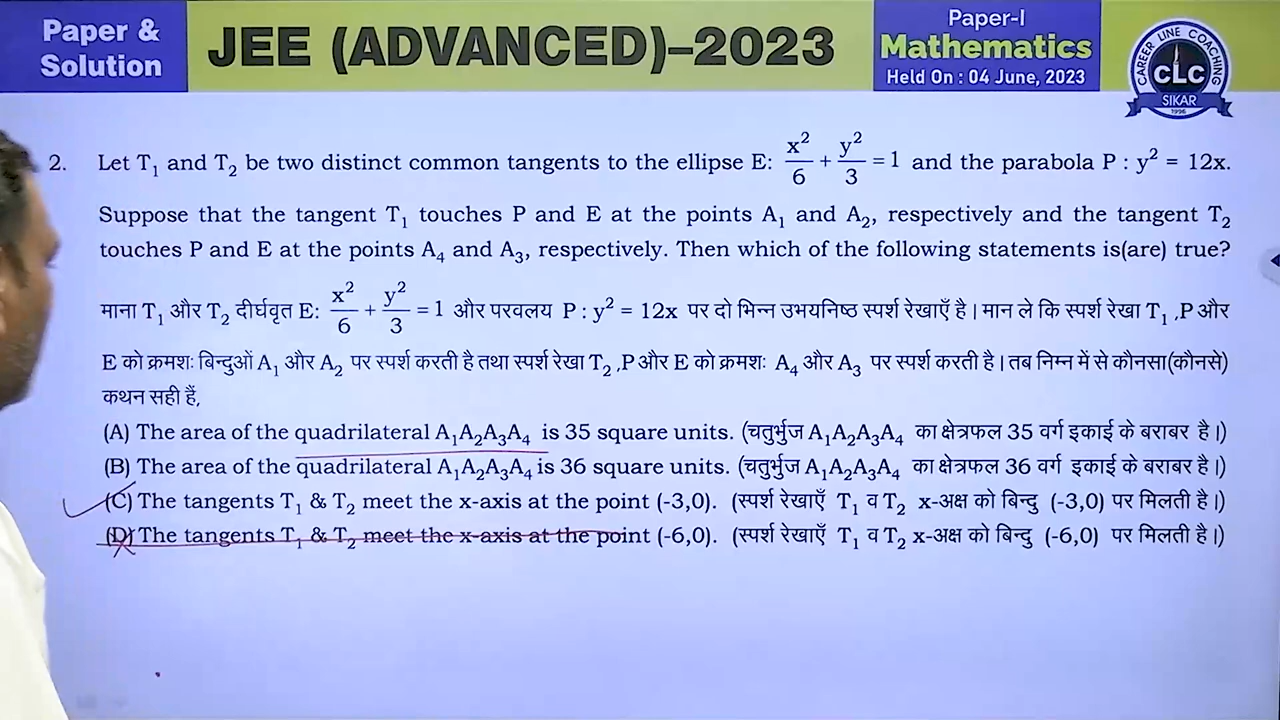 Paper &
Solution
JEE (ADVANCED)–2023
Paper-I
Mathematics
Held On : 04 June, 2023
CAREER LINE COACHING
CLC
SIKAR
1996
2. Let T₁ and T₂ be two distinct common tangents to the ellipse E: x²/6 + y²/3 = 1 and the parabola P : y² = 12x.
Suppose that the tangent T₁ touches P and E at the points A₁ and A₂, respectively and the tangent T₂
touches P and E at the points A₄ and A₃, respectively. Then which of the following statements is(are) true?
माना T₁ और T₂ दीर्घवृत E: x²/6 + y²/3 = 1 और परवलय P : y² = 12x पर दो भिन्न उभयनिष्ठ स्पर्श रेखाएँ है। मान ले कि स्पर्श रेखा T₁ ,P और
E को क्रमशः बिन्दुओं A₁ और A₂ पर स्पर्श करती है तथा स्पर्श रेखा T₂ ,P और E को क्रमशः A₄ और A₃ पर स्पर्श करती है। तब निम्न में से कौनसा(कौनसे)
कथन सही हैं,
(A) The area of the quadrilateral A₁A₂A₃A₄ is 35 square units. (चतुर्भुज A₁A₂A₃A₄ का क्षेत्रफल 35 वर्ग इकाई के बराबर है।)
(B) The area of the quadrilateral A₁A₂A₃A₄ is 36 square units. (चतुर्भुज A₁A₂A₃A₄ का क्षेत्रफल 36 वर्ग इकाई के बराबर है।)
(C) The tangents T₁ & T₂ meet the x-axis at the point (-3,0). (स्पर्श रेखाएँ T₁ व T₂ x-अक्ष को बिन्दु (-3,0) पर मिलती है।)
(D) The tangents T₁ & T₂ meet the x-axis at the point (-6,0). (स्पर्श रेखाएँ T₁ व T₂ x-अक्ष को बिन्दु (-6,0) पर मिलती है।)